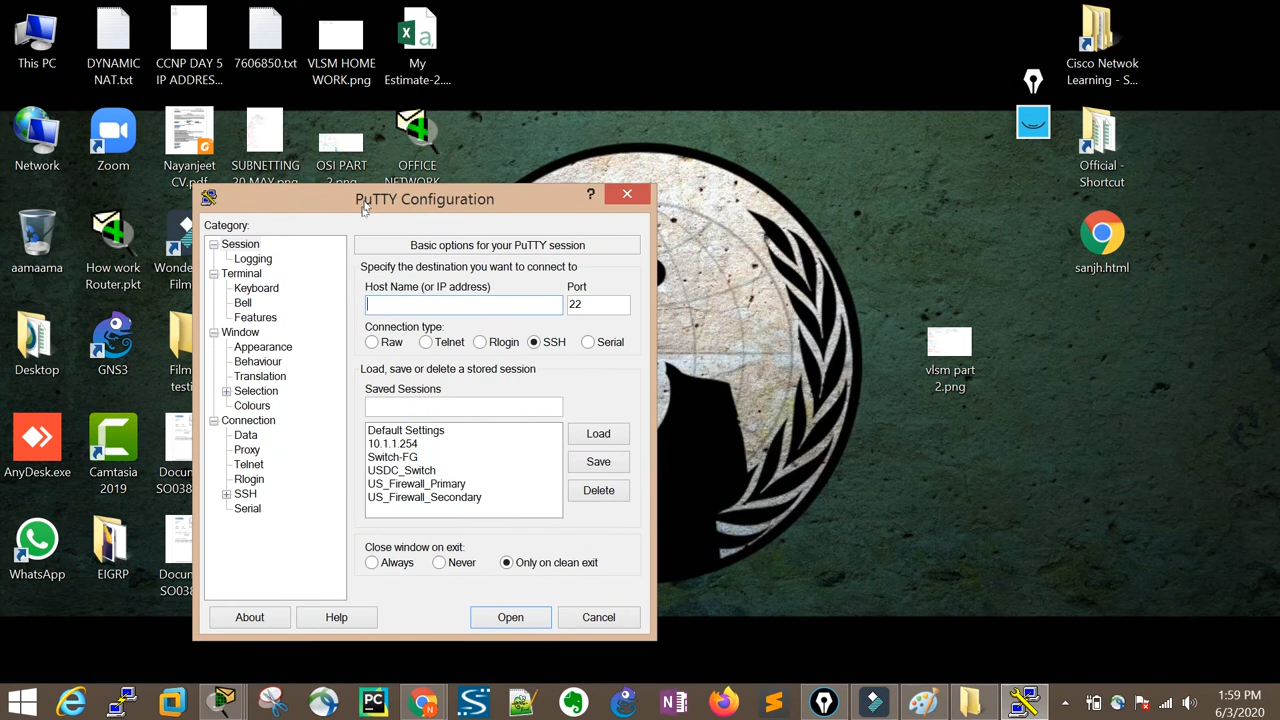 This PC
DYNAMIC
NAT.txt
CCNP DAY 5
IP ADDRES...
7606850.txt
VLSM HOME
WORK.png
My
Estimate-2....
Cisco Netwok
Learning - S...
Network
Zoom
Nayanjeet
CV.pdf
SUBNETTING
20 MAY.png
OSI PART
2.png
OFFICE
NETWORK
Official -
Shortcut
aamaama
How work
Router.pkt
Wonde
Film
sanjh.html
Desktop
GNS3
Film
testi
vlsm part
2.png
AnyDesk.exe
Camtasia
2019
Docum
SO038
WhatsApp
EIGRP
Docum
SO035
PuTTY Configuration
?
Category:
Session
Logging
Terminal
Keyboard
Bell
Features
Window
Appearance
Behaviour
Translation
Selection
Colours
Connection
Data
Proxy
Telnet
Rlogin
SSH
Serial
Basic options for your PuTTY session
Specify the destination you want to connect to
Host Name (or IP address)
Port
22
Connection type:
Raw
Telnet
Rlogin
SSH
Serial
Load, save or delete a stored session
Saved Sessions
Default Settings
10.1.1.254
Switch-FG
USDC_Switch
US_Firewall_Primary
US_Firewall_Secondary
Load
Save
Delete
Close window on exit:
Always
Never
Only on clean exit
About
Help
Open
Cancel
1:59 PM
6/3/2020